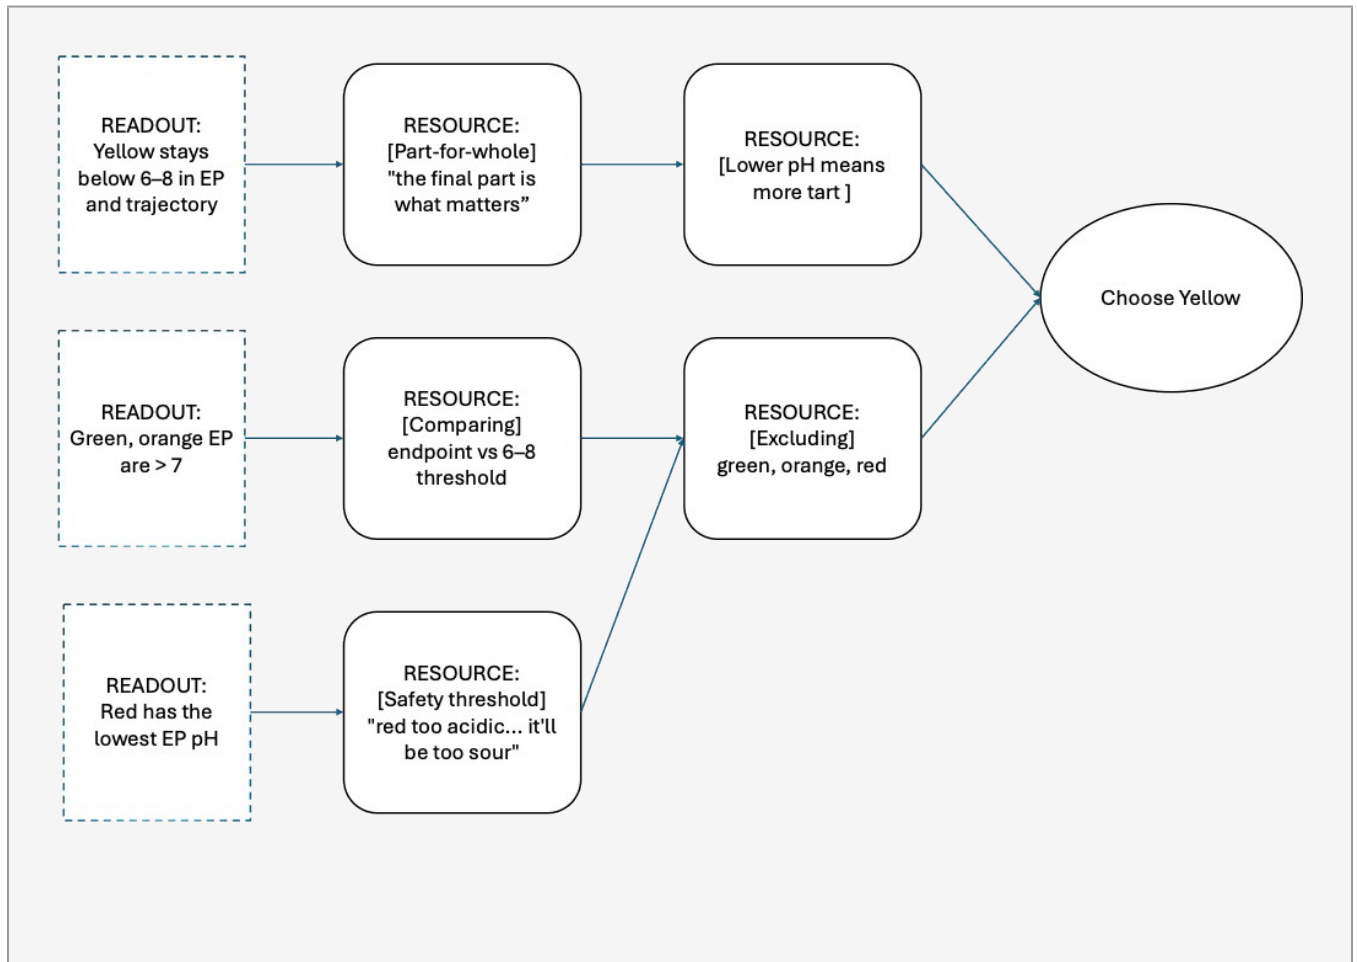 READOUT:
Yellow stays
below 6–8 in EP
and trajectory
RESOURCE:
[Part-for-whole]
"the final part is
what matters”
RESOURCE:
[Lower pH means
more tart ]
Choose Yellow
READOUT:
Green, orange EP
are > 7
RESOURCE:
[Comparing]
endpoint vs 6–8
threshold
RESOURCE:
[Excluding]
green, orange, red
READOUT:
Red has the
lowest EP pH
RESOURCE:
[Safety threshold]
"red too acidic... it'll
be too sour"